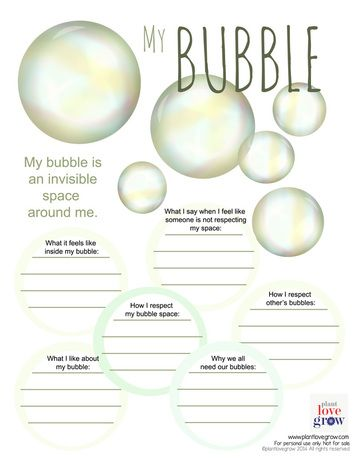 My BUBBLE
My bubble is
an invisible
space
around me.
What I say when I feel like
someone is not respecting
my space:
What it feels like
inside my bubble:
How I respect
other's bubbles:
How I respect
my bubble space:
What I like about
my bubble:
Why we all
need our bubbles:
plant
love
grow
www.plantlovegrow.com
For personal use only Not for sale
©plantlovegrow 2014 All rights reserved